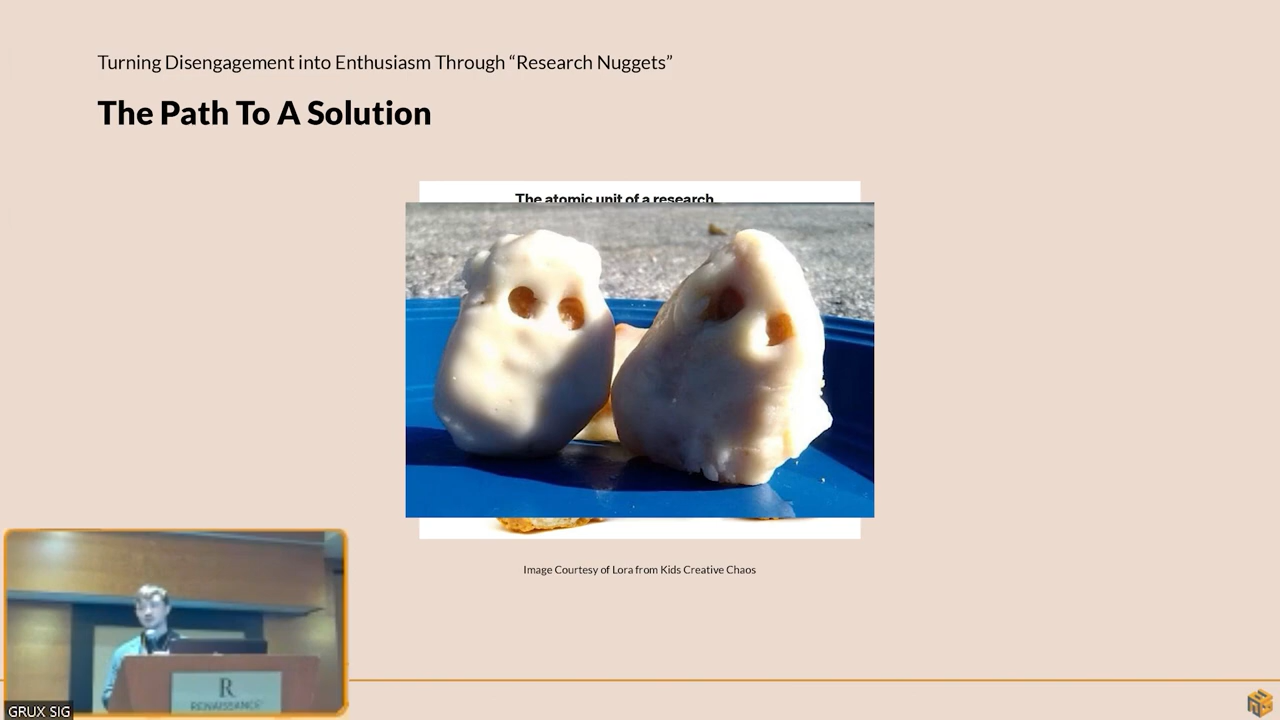 Turning Disengagement into Enthusiasm Through “Research Nuggets”
The Path To A Solution
The atomic unit of a research
Image Courtesy of Lora from Kids Creative Chaos
R
RENAISSANCE
GRUX SIG